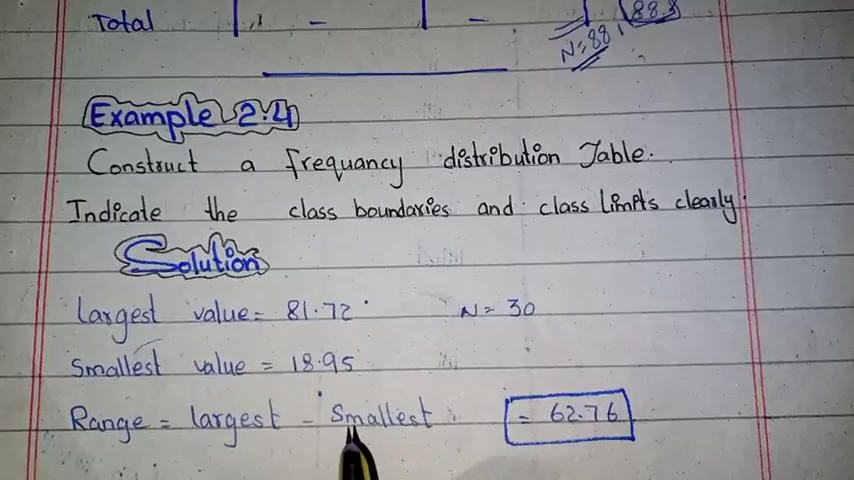 Total - - N=88 88.8
Example 2.4
Construct a frequancy distribution Table.
Indicate the class boundaries and class limits clearly.
Solution
largest value = 81.72 N = 30
Smallest value = 18.95
Range = largest - Smallest = 62.76